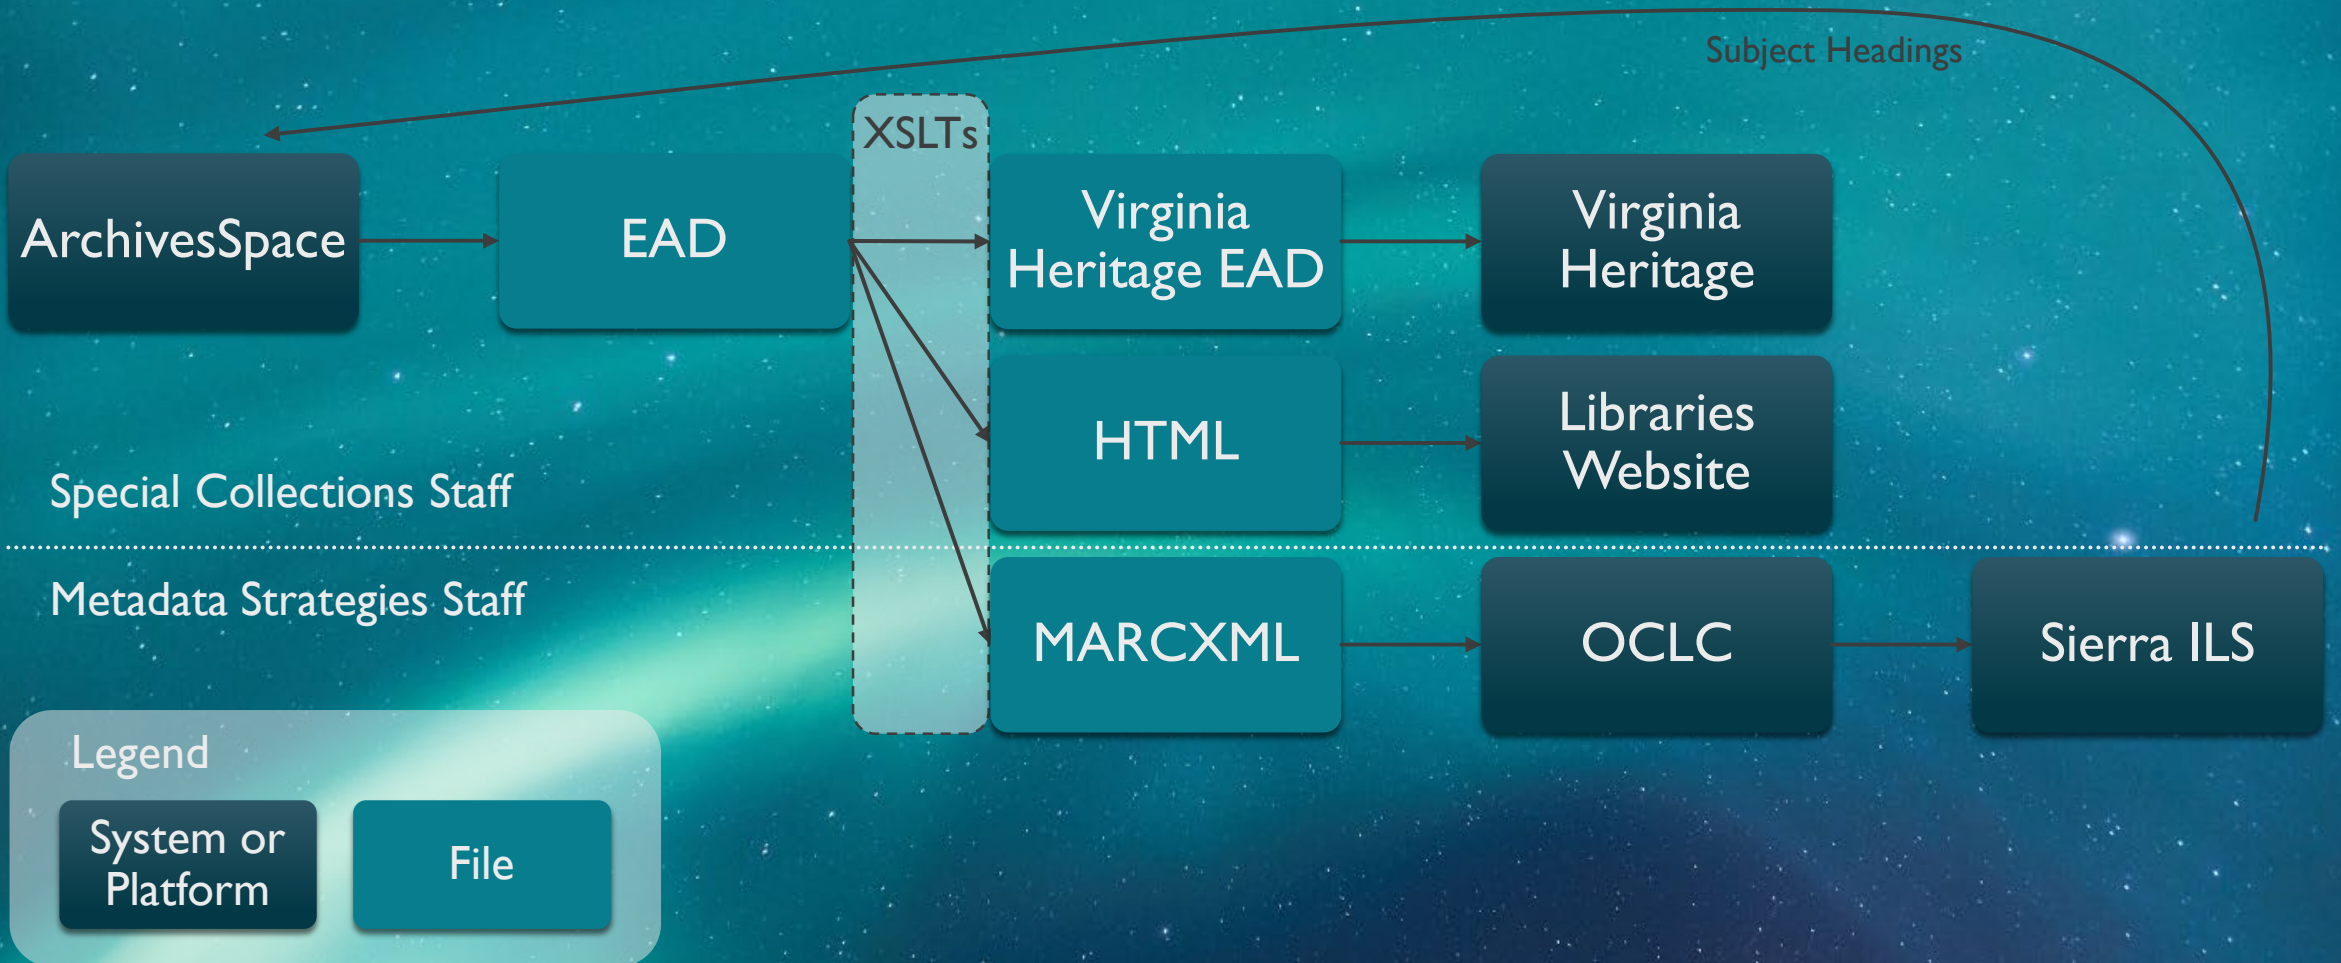 Subject Headings
XSLTs
ArchivesSpace
EAD
Virginia
Heritage EAD
Virginia
Heritage
HTML
Libraries
Website
Special Collections Staff
Metadata Strategies Staff
MARCXML
OCLC
Sierra ILS
Legend
System or
Platform
File